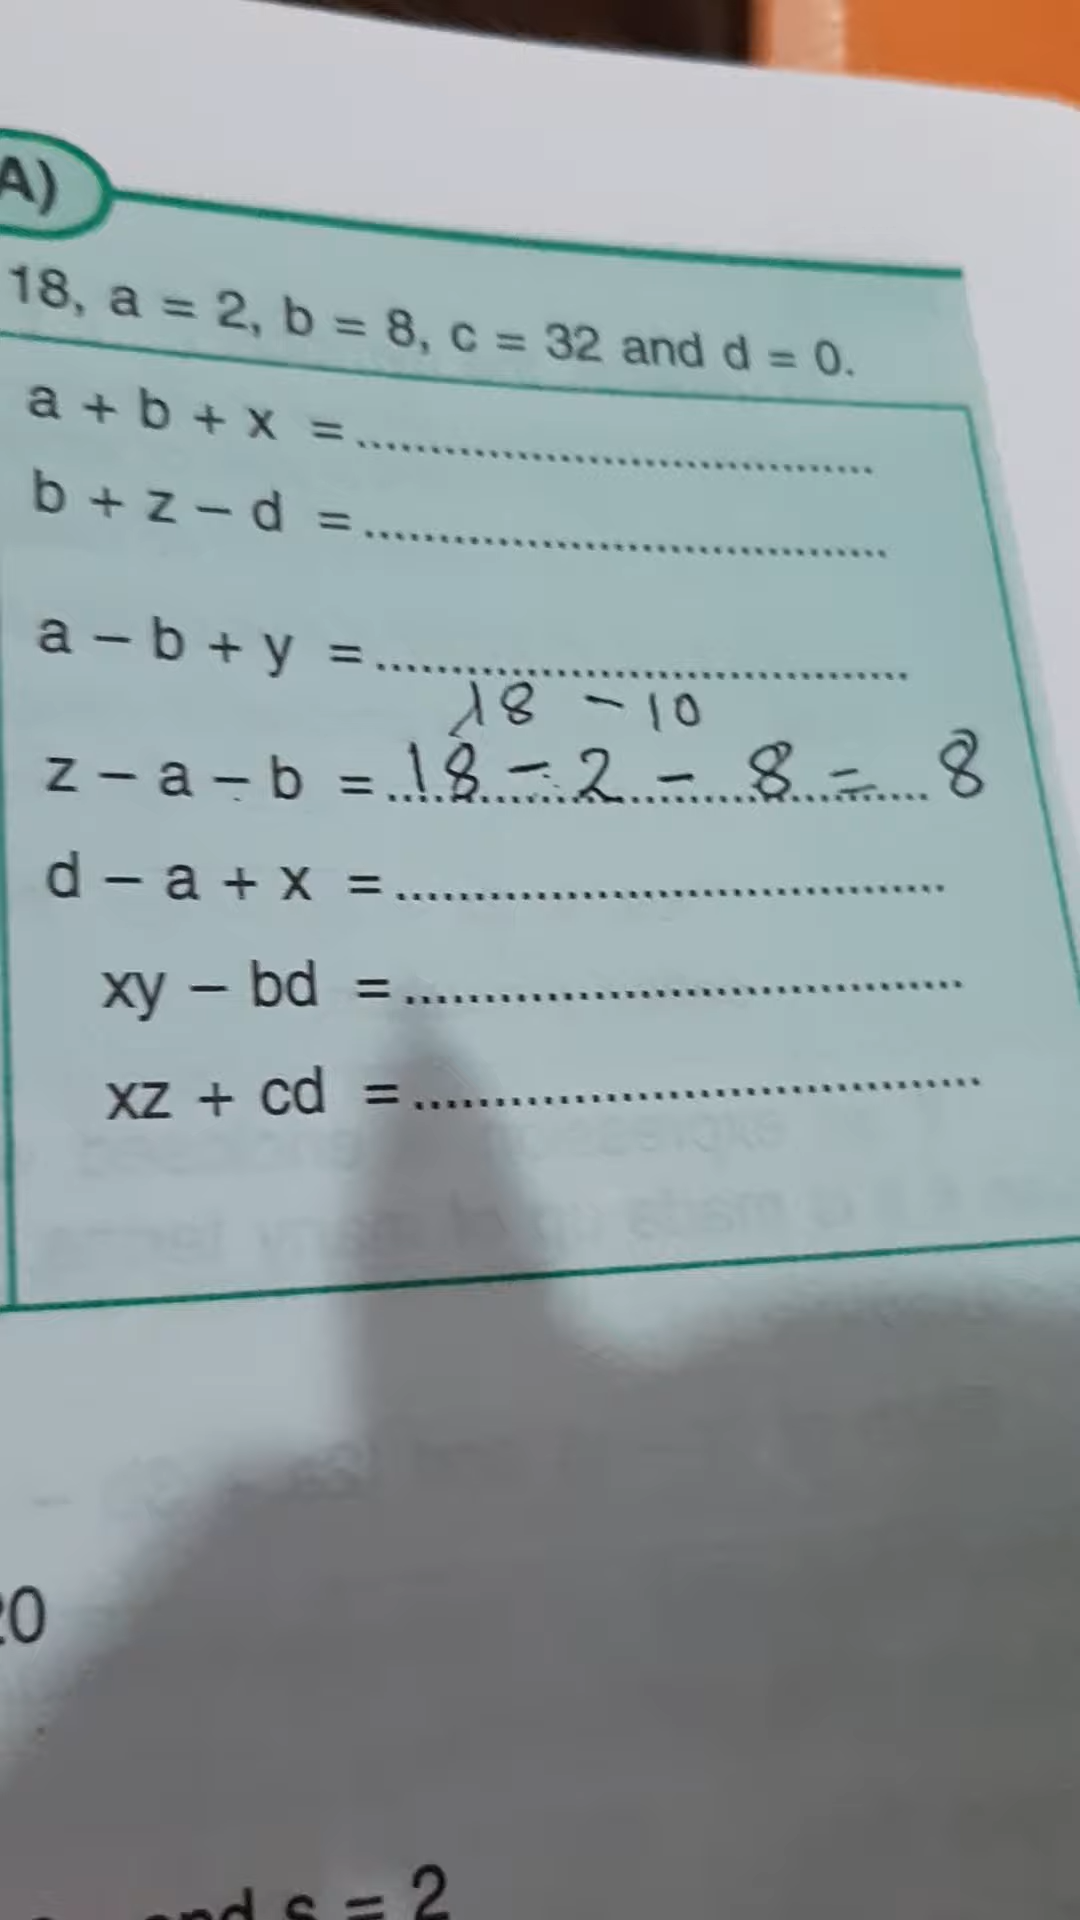 A)
18, a = 2, b = 8, c = 32 and d = 0.
a + b + x = ........................................
b + z − d = ........................................
a − b + y = ........................................
18 − 10
z − a − b = 18 − 2 − 8 = 8
d − a + x = ........................................
xy − bd = ........................................
xz + cd = ........................................
0
and s = 2